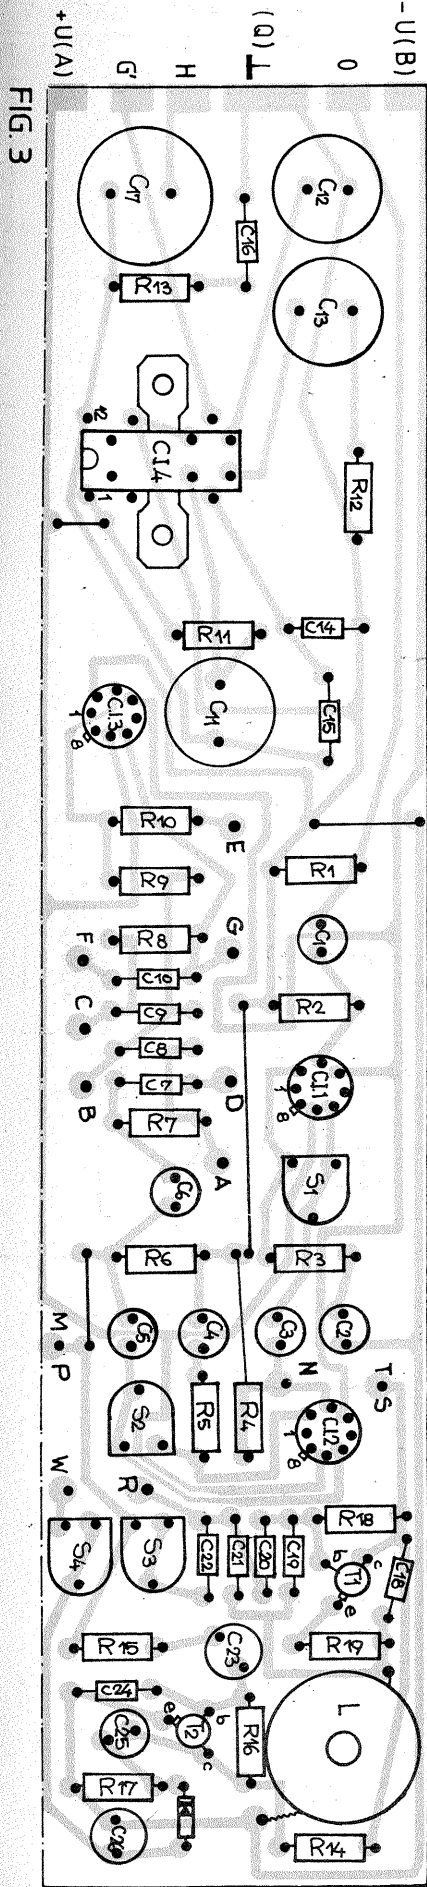 -U(B)
O
(Q)⊥
H
G'
+U(A)
FIG. 3
C17
C12
C16
R13
C13
12
CI4
1
R12
R11
C14
C11
C15
C.I.3
1
8
R10
E
R9
R1
R8
G
F
C1
C10
C
C9
R2
C8
C7
B
D
CI.1
1
8
R7
A
S1
C6
R6
R3
M
P
C5
C4
C3
C2
N
T
S
S2
R5
R4
CI2
1
8
W
R
R18
S4
S3
C22
C21
C20
C19
b
c
T1
e
C18
R15
C23
R19
L
C24
C25
e
T2
b
c
R16
R17
C26
R14